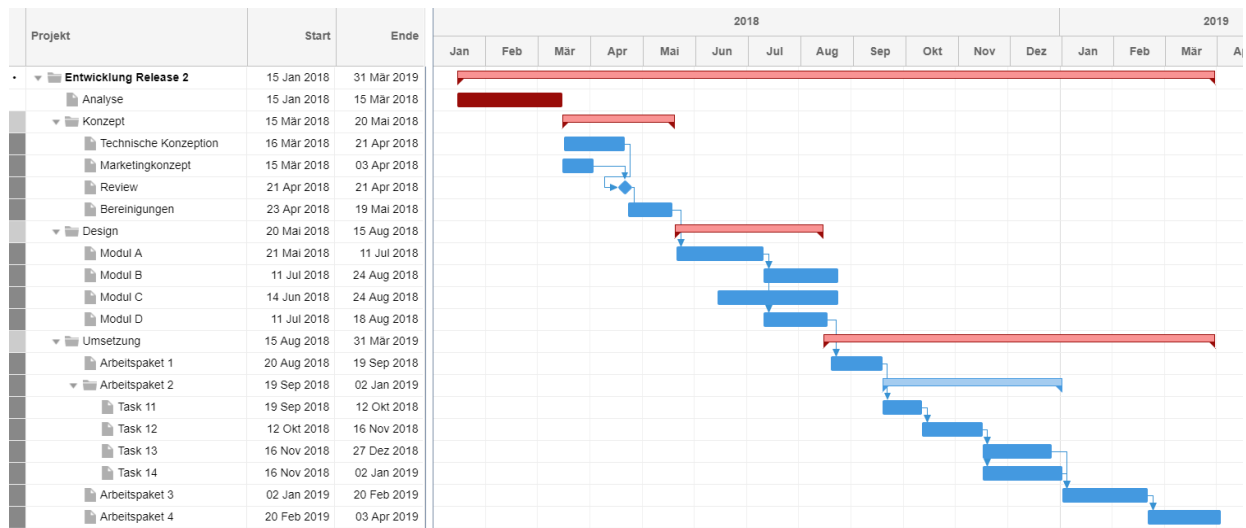 2018 2019
Projekt Start Ende
Jan Feb Mär Apr Mai Jun Jul Aug Sep Okt Nov Dez Jan Feb Mär
Entwicklung Release 2 15 Jan 2018 31 Mär 2019
Analyse 15 Jan 2018 15 Mär 2018
Konzept 15 Mär 2018 20 Mai 2018
Technische Konzeption 16 Mär 2018 21 Apr 2018
Marketingkonzept 15 Mär 2018 03 Apr 2018
Review 21 Apr 2018 21 Apr 2018
Bereinigungen 23 Apr 2018 19 Mai 2018
Design 20 Mai 2018 15 Aug 2018
Modul A 21 Mai 2018 11 Jul 2018
Modul B 11 Jul 2018 24 Aug 2018
Modul C 14 Jun 2018 24 Aug 2018
Modul D 11 Jul 2018 18 Aug 2018
Umsetzung 15 Aug 2018 31 Mär 2019
Arbeitspaket 1 20 Aug 2018 19 Sep 2018
Arbeitspaket 2 19 Sep 2018 02 Jan 2019
Task 11 19 Sep 2018 12 Okt 2018
Task 12 12 Okt 2018 16 Nov 2018
Task 13 16 Nov 2018 27 Dez 2018
Task 14 16 Nov 2018 02 Jan 2019
Arbeitspaket 3 02 Jan 2019 20 Feb 2019
Arbeitspaket 4 20 Feb 2019 03 Apr 2019